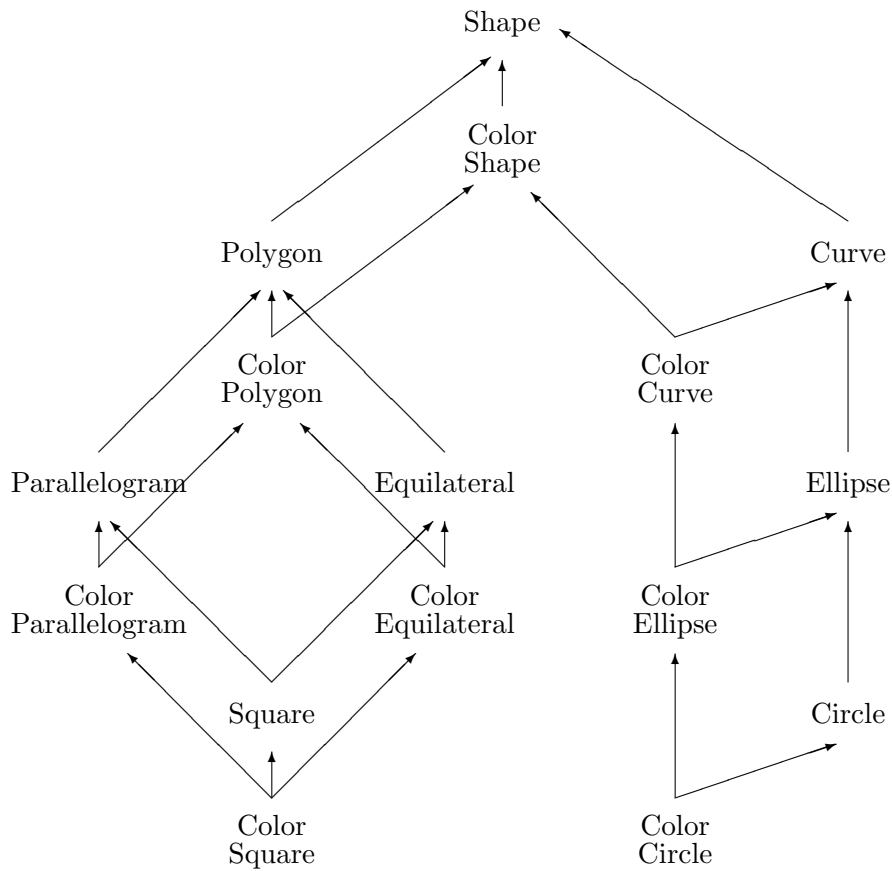 Shape
Color
Shape
Polygon
Curve
Color
Polygon
Color
Curve
Parallelogram
Equilateral
Ellipse
Color
Parallelogram
Color
Equilateral
Color
Ellipse
Square
Circle
Color
Square
Color
Circle